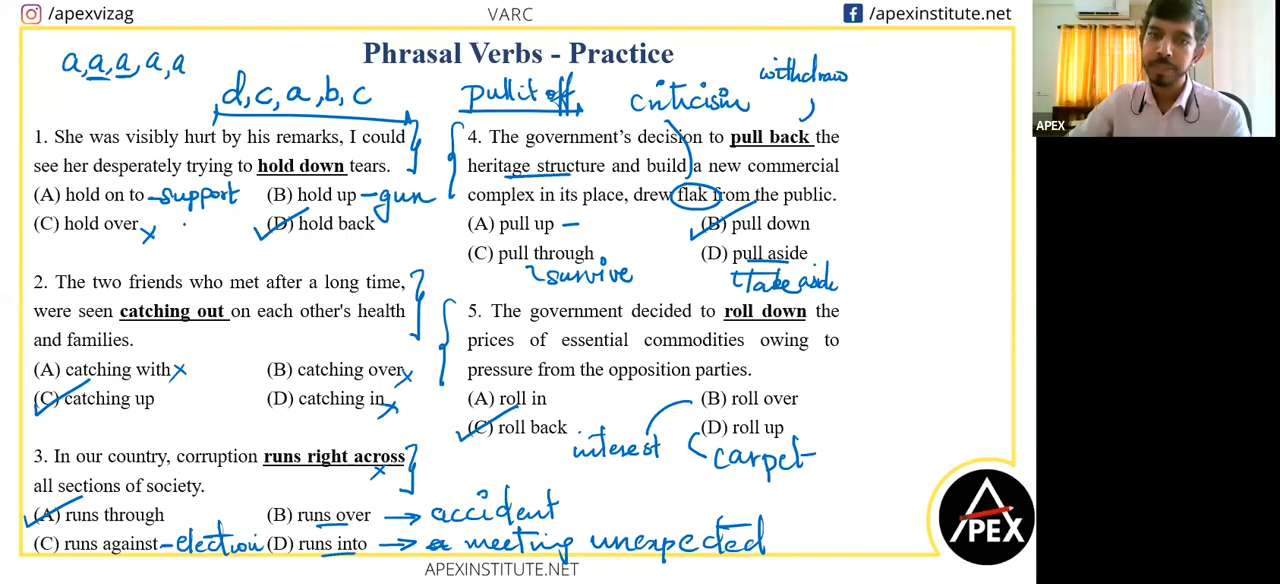 /apexvizag
VARC
/apexinstitute.net
Phrasal Verbs - Practice
a, a, a, a, a
d, c, a, b, c
pull it off
criticism
withdraw
1. She was visibly hurt by his remarks, I could
see her desperately trying to hold down tears.
(A) hold on to - support (B) hold up - gun
(C) hold over x (D) hold back
2. The two friends who met after a long time,
were seen catching out on each other's health
and families.
(A) catching with x (B) catching over x
(C) catching up (D) catching in x
3. In our country, corruption runs right across
x
all sections of society.
(A) runs through (B) runs over → accident
(C) runs against - election (D) runs into → a meeting unexpected
4. The government's decision to pull back the
heritage structure and build a new commercial
complex in its place, drew flak from the public.
(A) pull up - (B) pull down
(C) pull through (D) pull aside
survive take aside
5. The government decided to roll down the
prices of essential commodities owing to
pressure from the opposition parties.
(A) roll in (B) roll over
(C) roll back (D) roll up
interest carpet
APEXINSTITUTE.NET
APEX
APEX